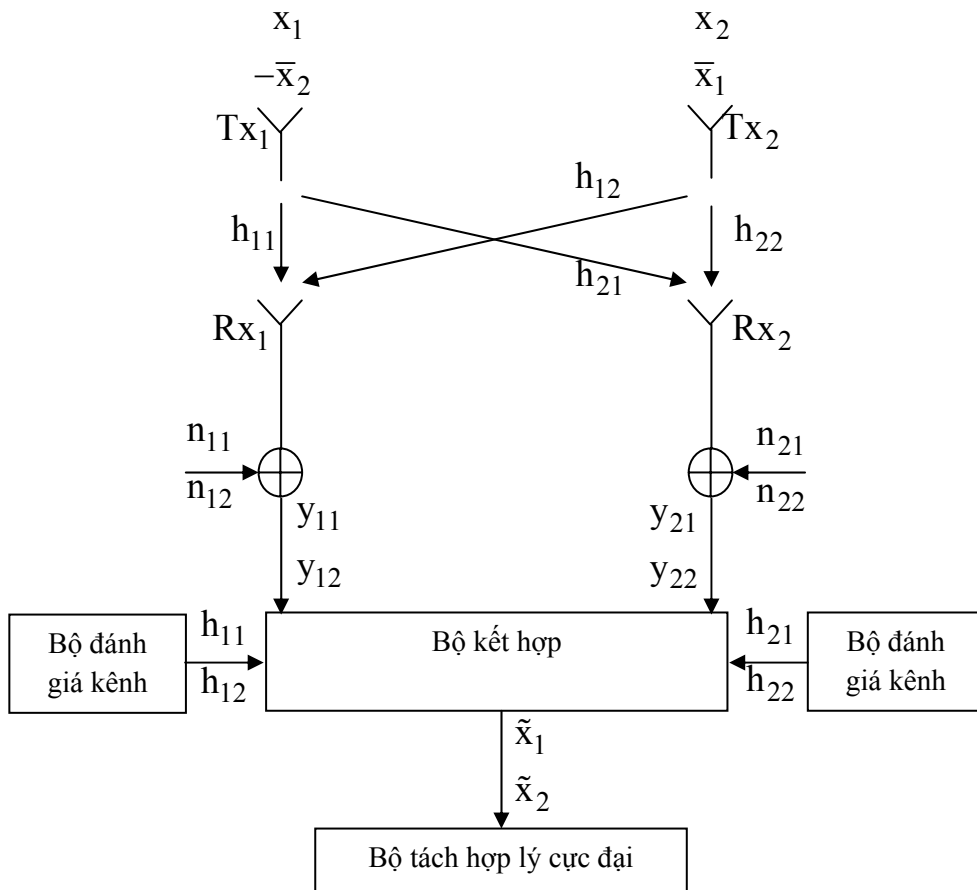 x₁ x₂
−x̅₂ x̅₁
Tx₁ Tx₂
h₁₂
h₁₁ h₂₂
h₂₁
Rx₁ Rx₂
n₁₁ n₂₁
n₁₂ n₂₂
y₁₁ y₂₁
y₁₂ y₂₂
Bộ đánh giá kênh
h₁₁
h₁₂
Bộ kết hợp
h₂₁
h₂₂
Bộ đánh giá kênh
x̃₁
x̃₂
Bộ tách hợp lý cực đại